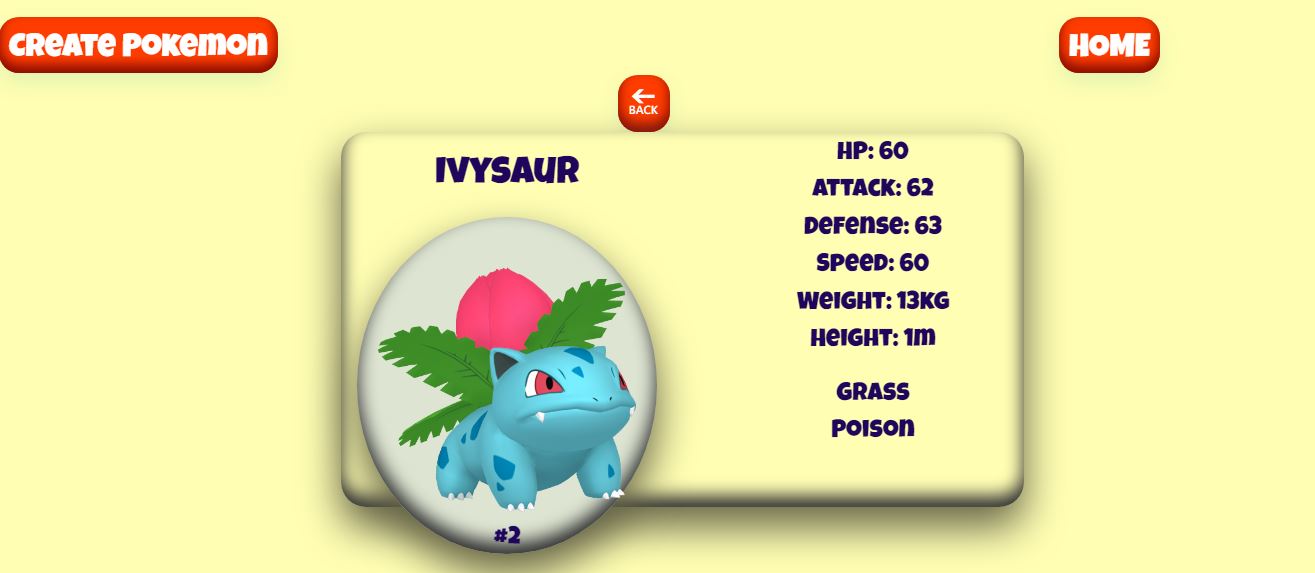 CREATE POKEMON
HOME
BACK
IVYSAUR
HP: 60
ATTACK: 62
DEFENSE: 63
SPEED: 60
WEIGHT: 13KG
HEIGHT: 1M
GRASS
POISON
#2